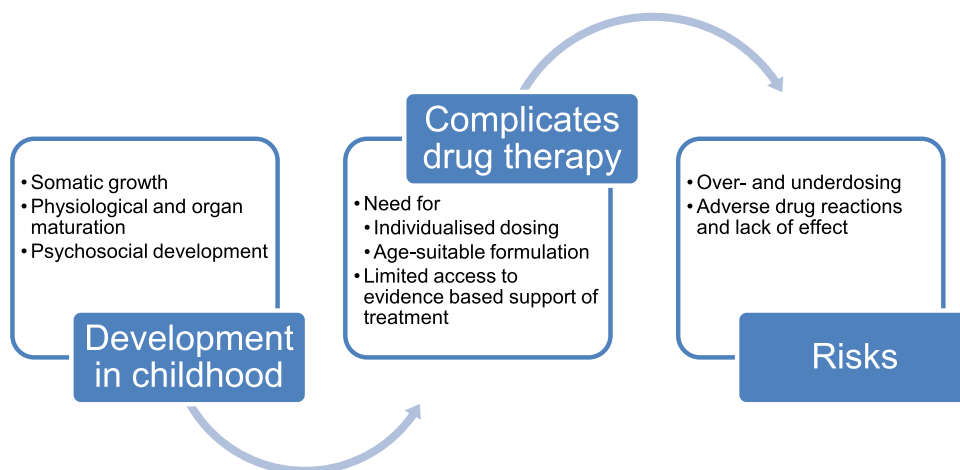 • Somatic growth
• Physiological and organ
maturation
• Psychosocial development
Development
in childhood
Complicates
drug therapy
• Need for
• Individualised dosing
• Age-suitable formulation
• Limited access to
evidence based support of
treatment
• Over- and underdosing
• Adverse drug reactions
and lack of effect
Risks